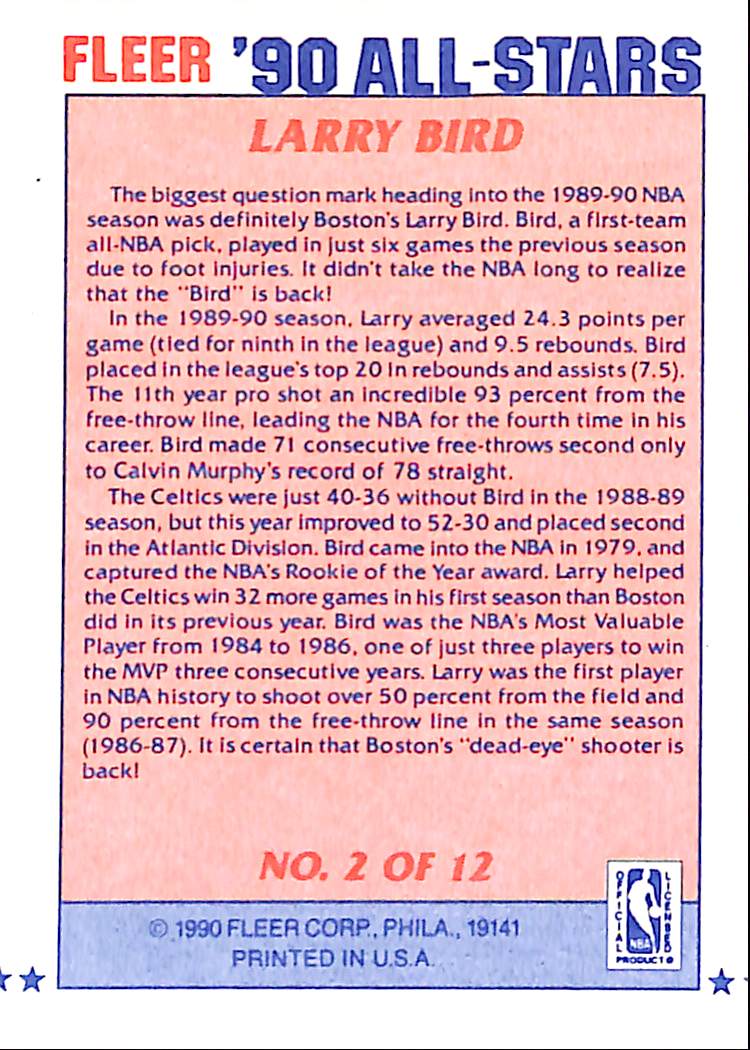 FLEER '90 ALL-STARS
LARRY BIRD
The biggest question mark heading into the 1989-90 NBA
season was definitely Boston's Larry Bird. Bird, a first-team
all-NBA pick, played in just six games the previous season
due to foot injuries. It didn't take the NBA long to realize
that the "Bird" is back!
In the 1989-90 season, Larry averaged 24.3 points per
game (tied for ninth in the league) and 9.5 rebounds. Bird
placed in the league's top 20 in rebounds and assists (7.5).
The 11th year pro shot an incredible 93 percent from the
free-throw line, leading the NBA for the fourth time in his
career. Bird made 71 consecutive free-throws second only
to Calvin Murphy's record of 78 straight.
The Celtics were just 40-36 without Bird in the 1988-89
season, but this year improved to 52-30 and placed second
in the Atlantic Division. Bird came into the NBA in 1979, and
captured the NBA's Rookie of the Year award. Larry helped
the Celtics win 32 more games in his first season than Boston
did in its previous year. Bird was the NBA's Most Valuable
Player from 1984 to 1986, one of just three players to win
the MVP three consecutive years. Larry was the first player
in NBA history to shoot over 50 percent from the field and
90 percent from the free-throw line in the same season
(1986-87). It is certain that Boston's "dead-eye" shooter is
back!
NO. 2 OF 12
OFFICIAL LICENSED
NBA
PRODUCT ®
© 1990 FLEER CORP., PHILA., 19141
PRINTED IN U.S.A.